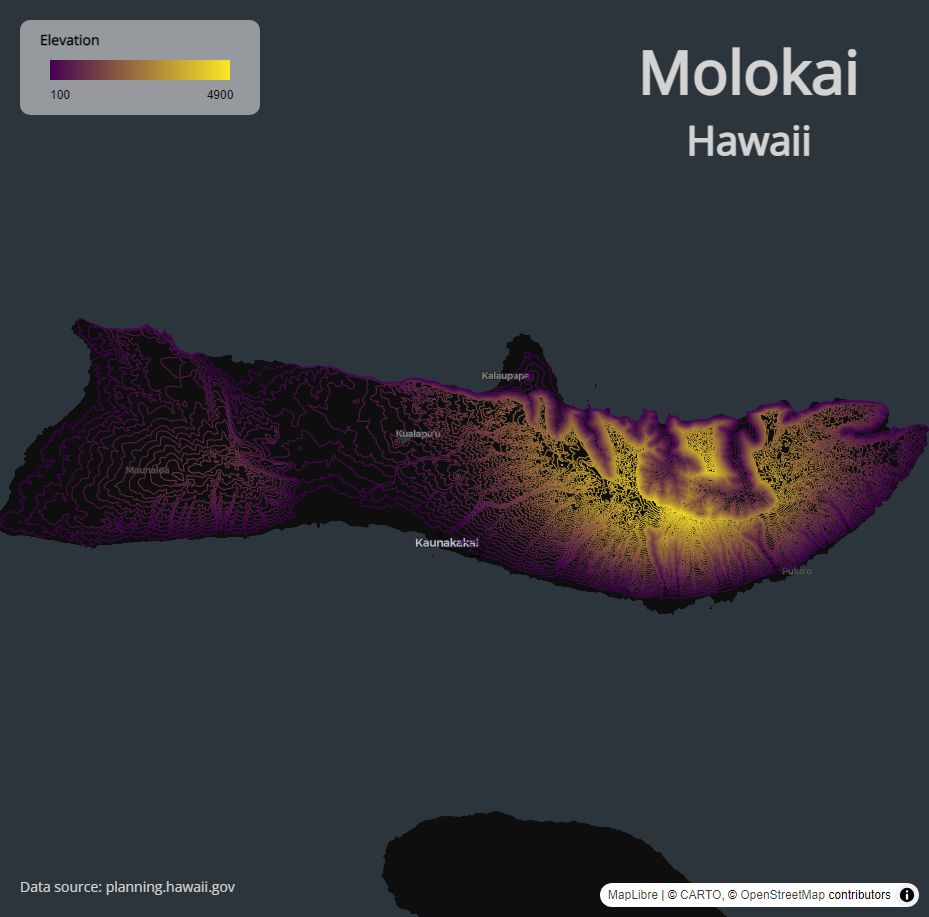 Elevation
100 4900
Molokai
Hawaii
Kalaupapa
Kualapu'u
Maunaloa
Kaunakakai
Puko'o
Data source: planning.hawaii.gov
MapLibre | © CARTO, © OpenStreetMap contributors